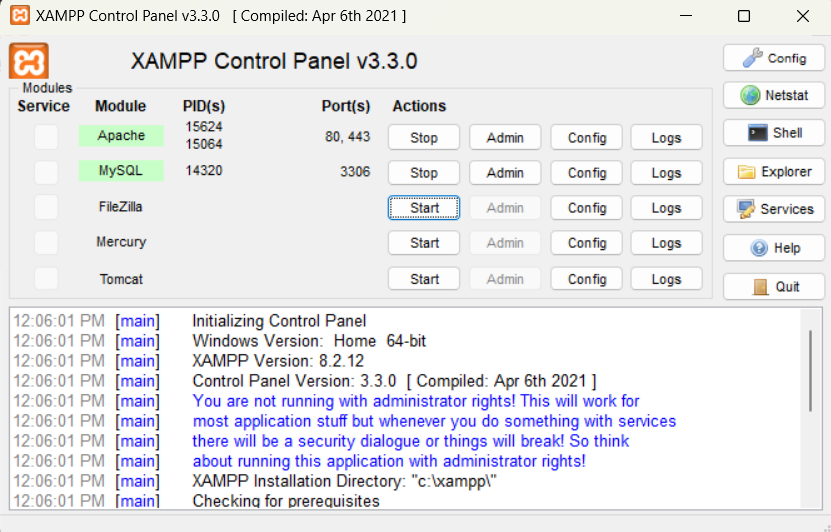 XAMPP Control Panel v3.3.0 [ Compiled: Apr 6th 2021 ]
XAMPP Control Panel v3.3.0
Config
Modules
Service Module PID(s) Port(s) Actions
Netstat
Apache 15624 15064 80, 443 Stop Admin Config Logs
Shell
MySQL 14320 3306 Stop Admin Config Logs
Explorer
FileZilla Start Admin Config Logs
Services
Mercury Start Admin Config Logs
Help
Tomcat Start Admin Config Logs
Quit
12:06:01 PM [main] Initializing Control Panel
12:06:01 PM [main] Windows Version: Home 64-bit
12:06:01 PM [main] XAMPP Version: 8.2.12
12:06:01 PM [main] Control Panel Version: 3.3.0 [ Compiled: Apr 6th 2021 ]
12:06:01 PM [main] You are not running with administrator rights! This will work for
12:06:01 PM [main] most application stuff but whenever you do something with services
12:06:01 PM [main] there will be a security dialogue or things will break! So think
12:06:01 PM [main] about running this application with administrator rights!
12:06:01 PM [main] XAMPP Installation Directory: "c:\xampp\"
12:06:01 PM [main] Checking for prerequisites